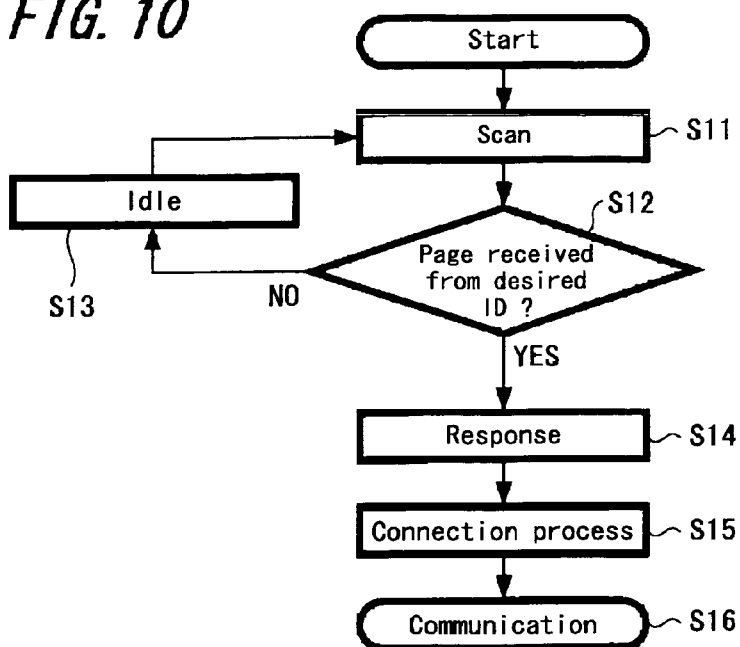 FIG. 10
Start
Scan
S11
Idle
S13
S12
Page received
from desired
ID ?
NO
YES
Response
S14
Connection process
S15
Communication
S16